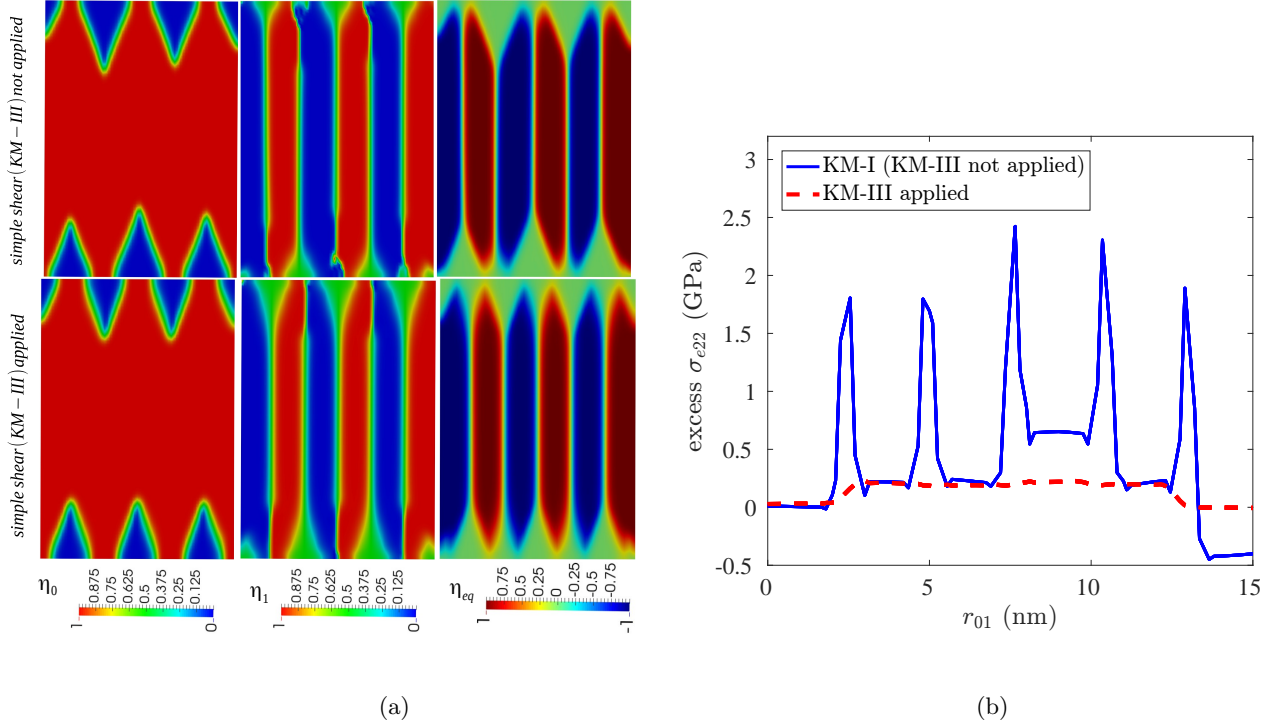 simple shear(KM−III) not applied
simple shear(KM−III) applied
η0
1
0.875
0.75
0.625
0.5
0.375
0.25
0.125
0
η1
1
0.875
0.75
0.625
0.5
0.375
0.25
0.125
0
ηeq
1
0.75
0.5
0.25
0
-0.25
-0.5
-0.75
-1
(a)
KM-I (KM-III not applied)
KM-III applied
excess σe22 (GPa)
3
2.5
2
1.5
1
0.5
0
-0.5
0 5 10 15
r01 (nm)
(b)